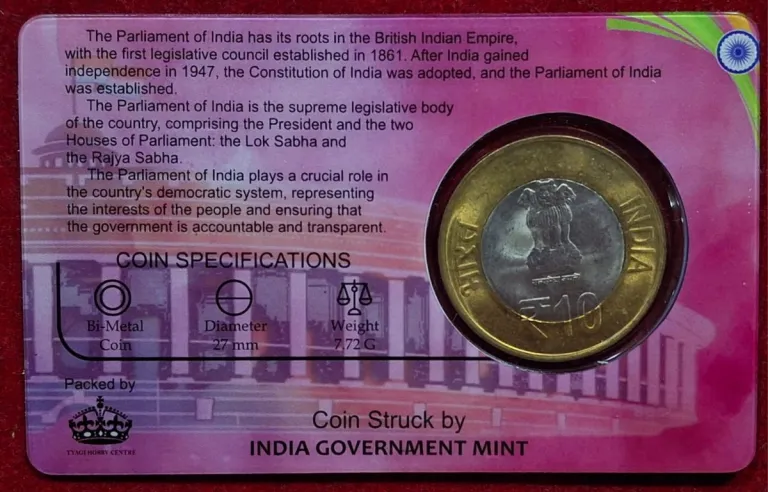 The Parliament of India has its roots in the British Indian Empire,
with the first legislative council established in 1861. After India gained
independence in 1947, the Constitution of India was adopted, and the Parliament of India
was established.
The Parliament of India is the supreme legislative body
of the country, comprising the President and the two
Houses of Parliament: the Lok Sabha and
the Rajya Sabha.
The Parliament of India plays a crucial role in
the country's democratic system, representing
the interests of the people and ensuring that
the government is accountable and transparent.
भारत
INDIA
₹10
COIN SPECIFICATIONS
Bi-Metal
Coin
Diameter
27 mm
Weight
7.72 G
Packed by
TYAGI HOBBY CENTRE
Coin Struck by
INDIA GOVERNMENT MINT